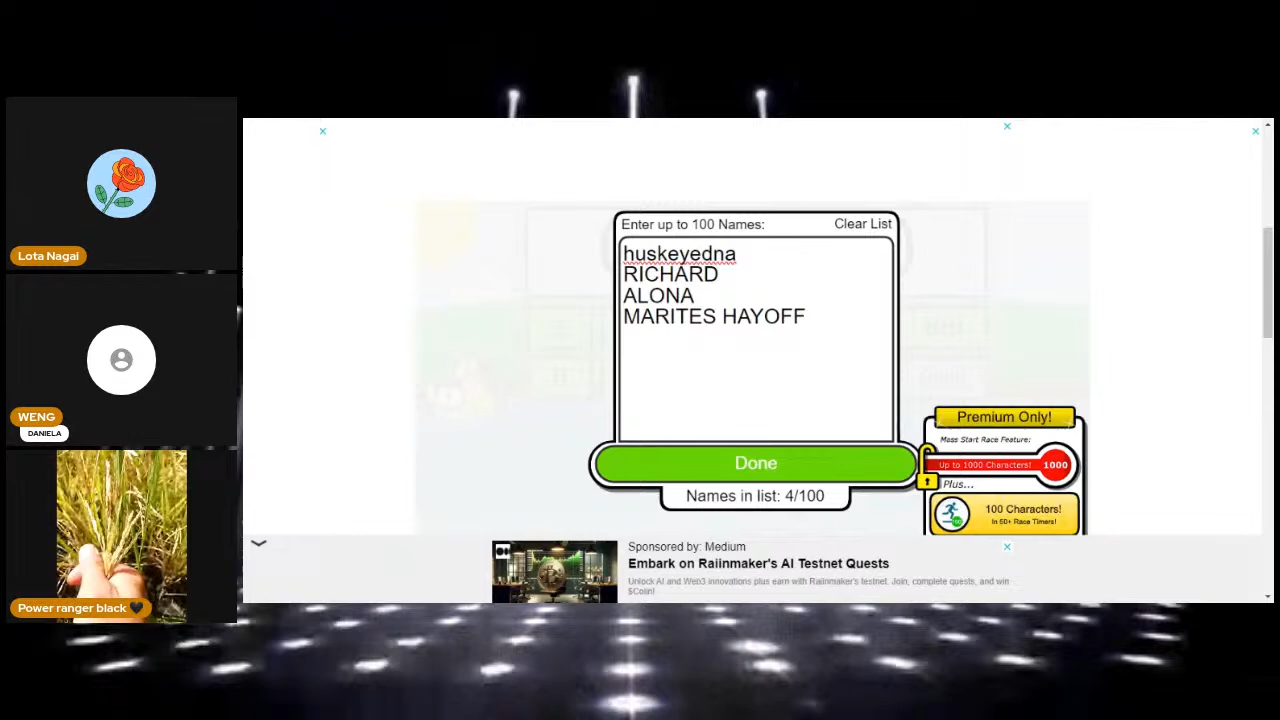 Lota Nagai
WENG
DANIELA
Power ranger black
Enter up to 100 Names:
Clear List
huskeyedna
RICHARD
ALONA
MARITES HAYOFF
Done
Names in list: 4/100
Premium Only!
Mass Start Race Feature:
Up to 1000 Characters!
1000
Plus...
100 Characters!
In 50+ Race Timers!
Sponsored by: Medium
Embark on Raiinmaker's AI Testnet Quests
Unlock AI and Web3 innovations plus earn with Raiinmaker's testnet. Join, complete quests, and win
$Coiin!